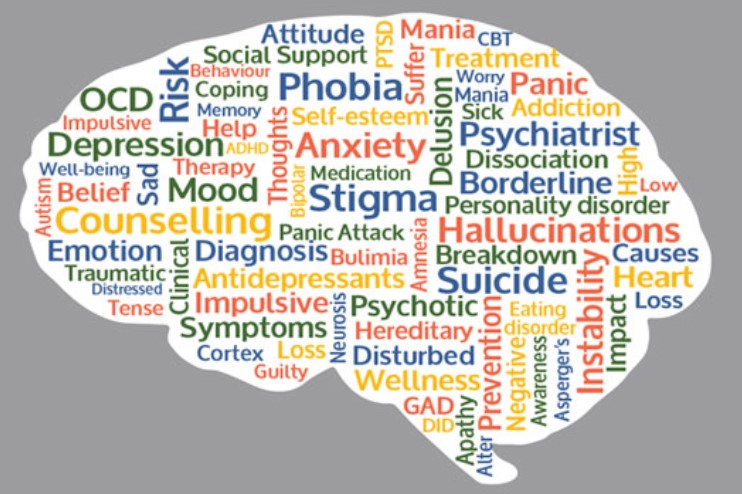 Attitude
PTSD
Mania
CBT
Social Support
Suffer
Treatment
Risk
Behaviour
Phobia
Worry
Panic
OCD
Coping
Mania
Impulsive
Memory
Self-esteem
Delusion
Sick
Addiction
Depression
Help
ADHD
Thoughts
Anxiety
Psychiatrist
Well-being
Sad
Therapy
Bipolar
Medication
Dissociation
High
Autism
Belief
Mood
Stigma
Borderline
Low
Counselling
Personality disorder
Panic Attack
Amnesia
Hallucinations
Emotion
Clinical
Diagnosis
Bulimia
Breakdown
Causes
Traumatic
Antidepressants
Suicide
Instability
Heart
Distressed
Tense
Impulsive
Neurosis
Psychotic
Prevention
Eating
disorder
Impact
Loss
Symptoms
Hereditary
Cortex
Loss
Disturbed
Negative
Awareness
Asperger's
Guilty
Wellness
GAD
DID
Apathy
Alter